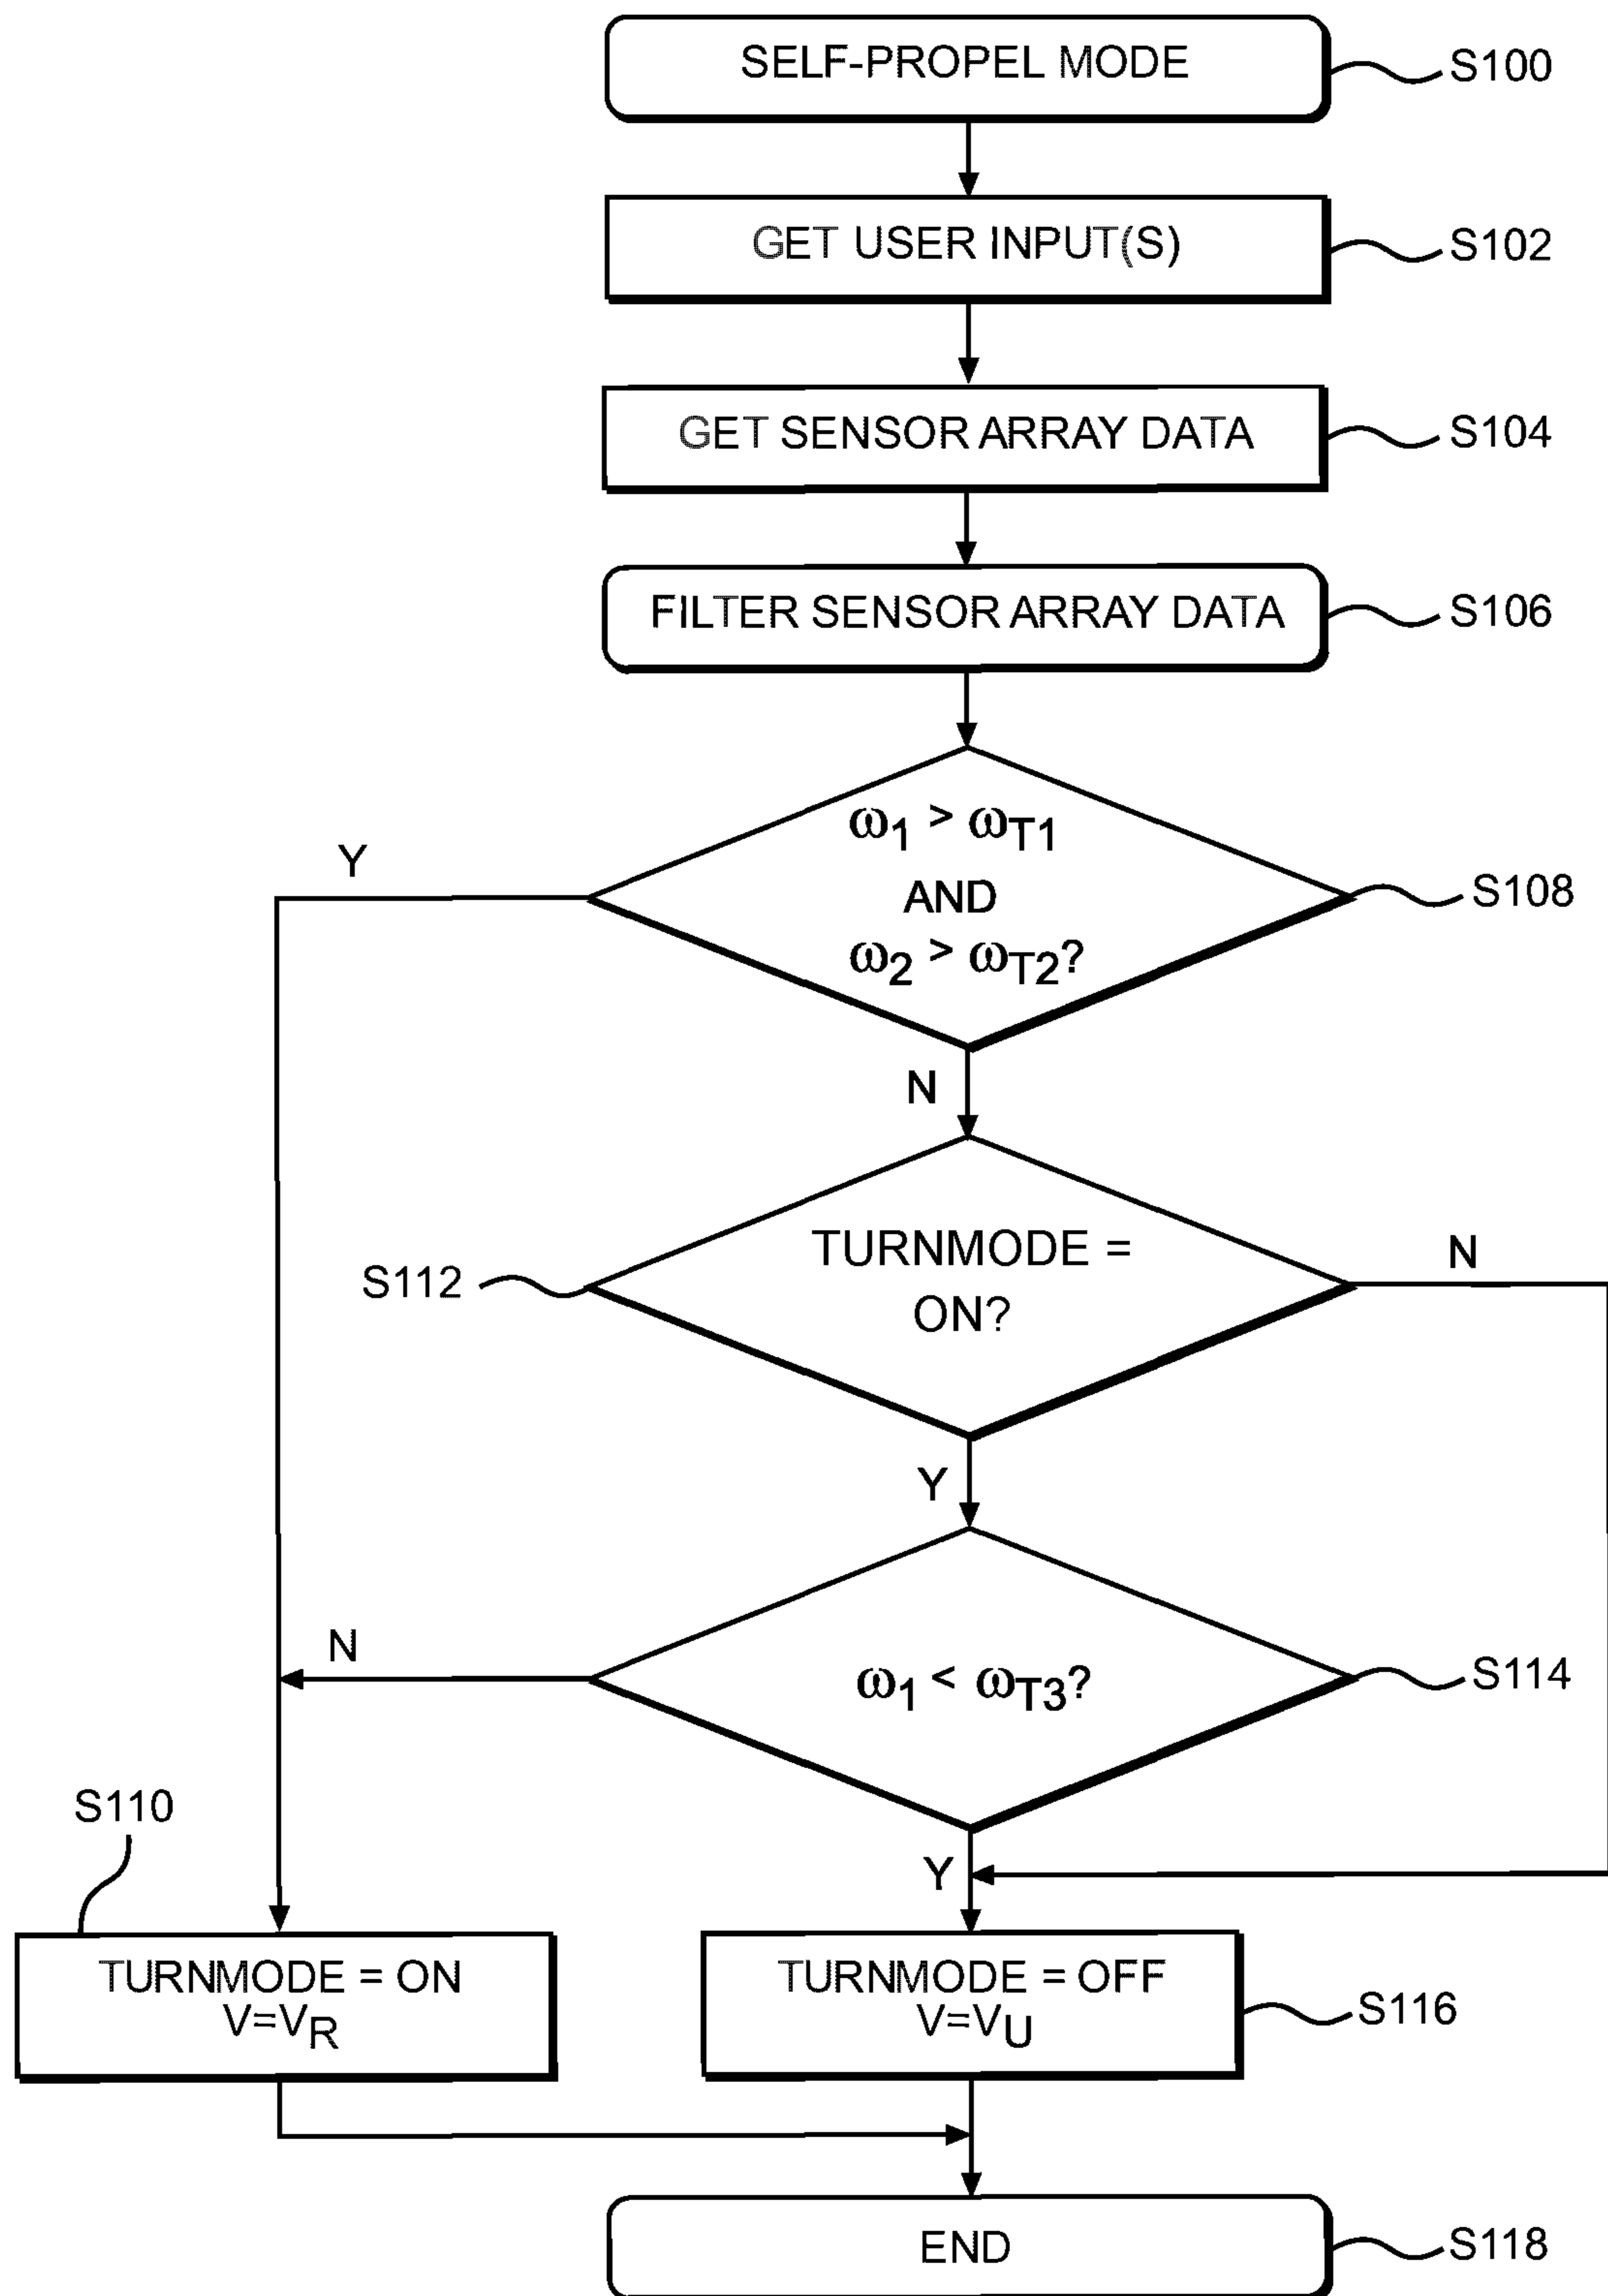 SELF-PROPEL MODE
S100
GET USER INPUT(S)
S102
GET SENSOR ARRAY DATA
S104
FILTER SENSOR ARRAY DATA
S106
ω1 > ωT1
AND
ω2 > ωT2?
Y
S108
N
TURNMODE =
ON?
S112
N
Y
ω1 < ωT3?
N
S114
Y
S110
TURNMODE = ON
V=VR
TURNMODE = OFF
V=VU
S116
END
S118